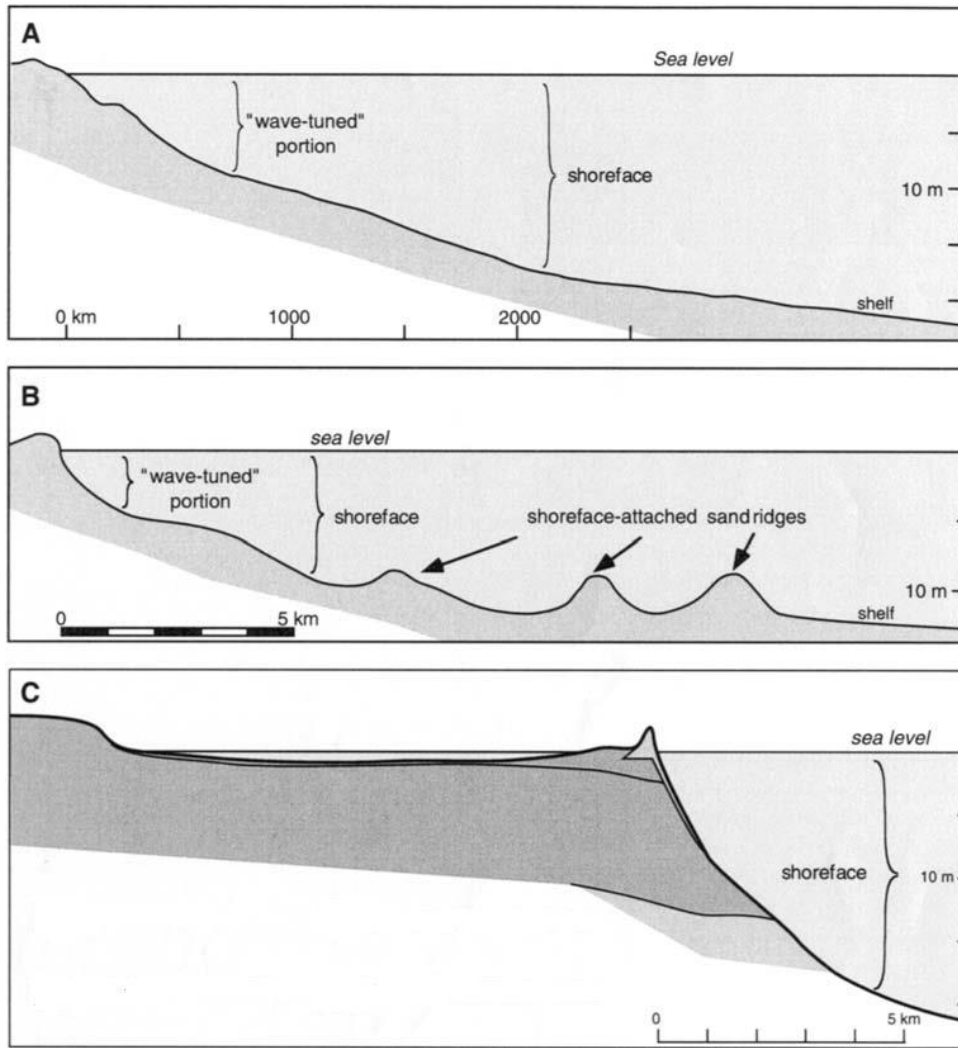 A
Sea level
"wave-tuned"
portion
shoreface
10 m
shelf
0 km 1000 2000
B
sea level
"wave-tuned"
portion
shoreface
shoreface-attached sand ridges
10 m
shelf
0 5 km
C
sea level
shoreface
10 m
0 5 km